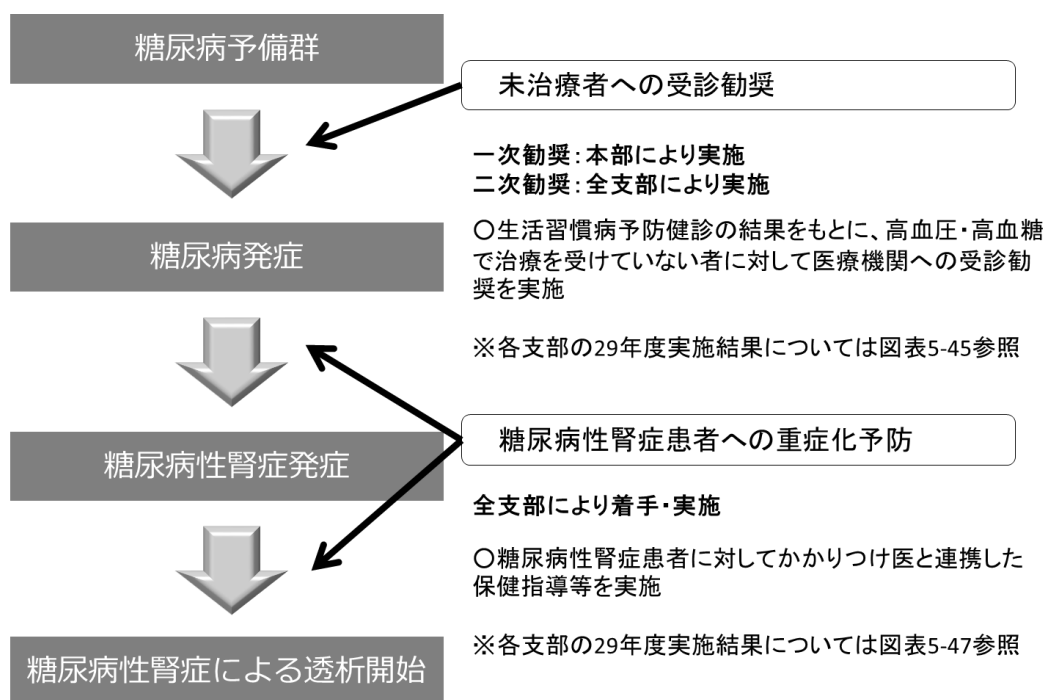 糖尿病予備群
未治療者への受診勧奨
一次勧奨：本部により実施
二次勧奨：全支部により実施
糖尿病発症
〇生活習慣病予防健診の結果をもとに、高血圧・高血糖
で治療を受けていない者に対して医療機関への受診勧
奨を実施
※各支部の29年度実施結果については図表5-45参照
糖尿病性腎症発症
糖尿病性腎症患者への重症化予防
全支部により着手・実施
〇糖尿病性腎症患者に対してかかりつけ医と連携した
保健指導等を実施
※各支部の29年度実施結果については図表5-47参照
糖尿病性腎症による透析開始